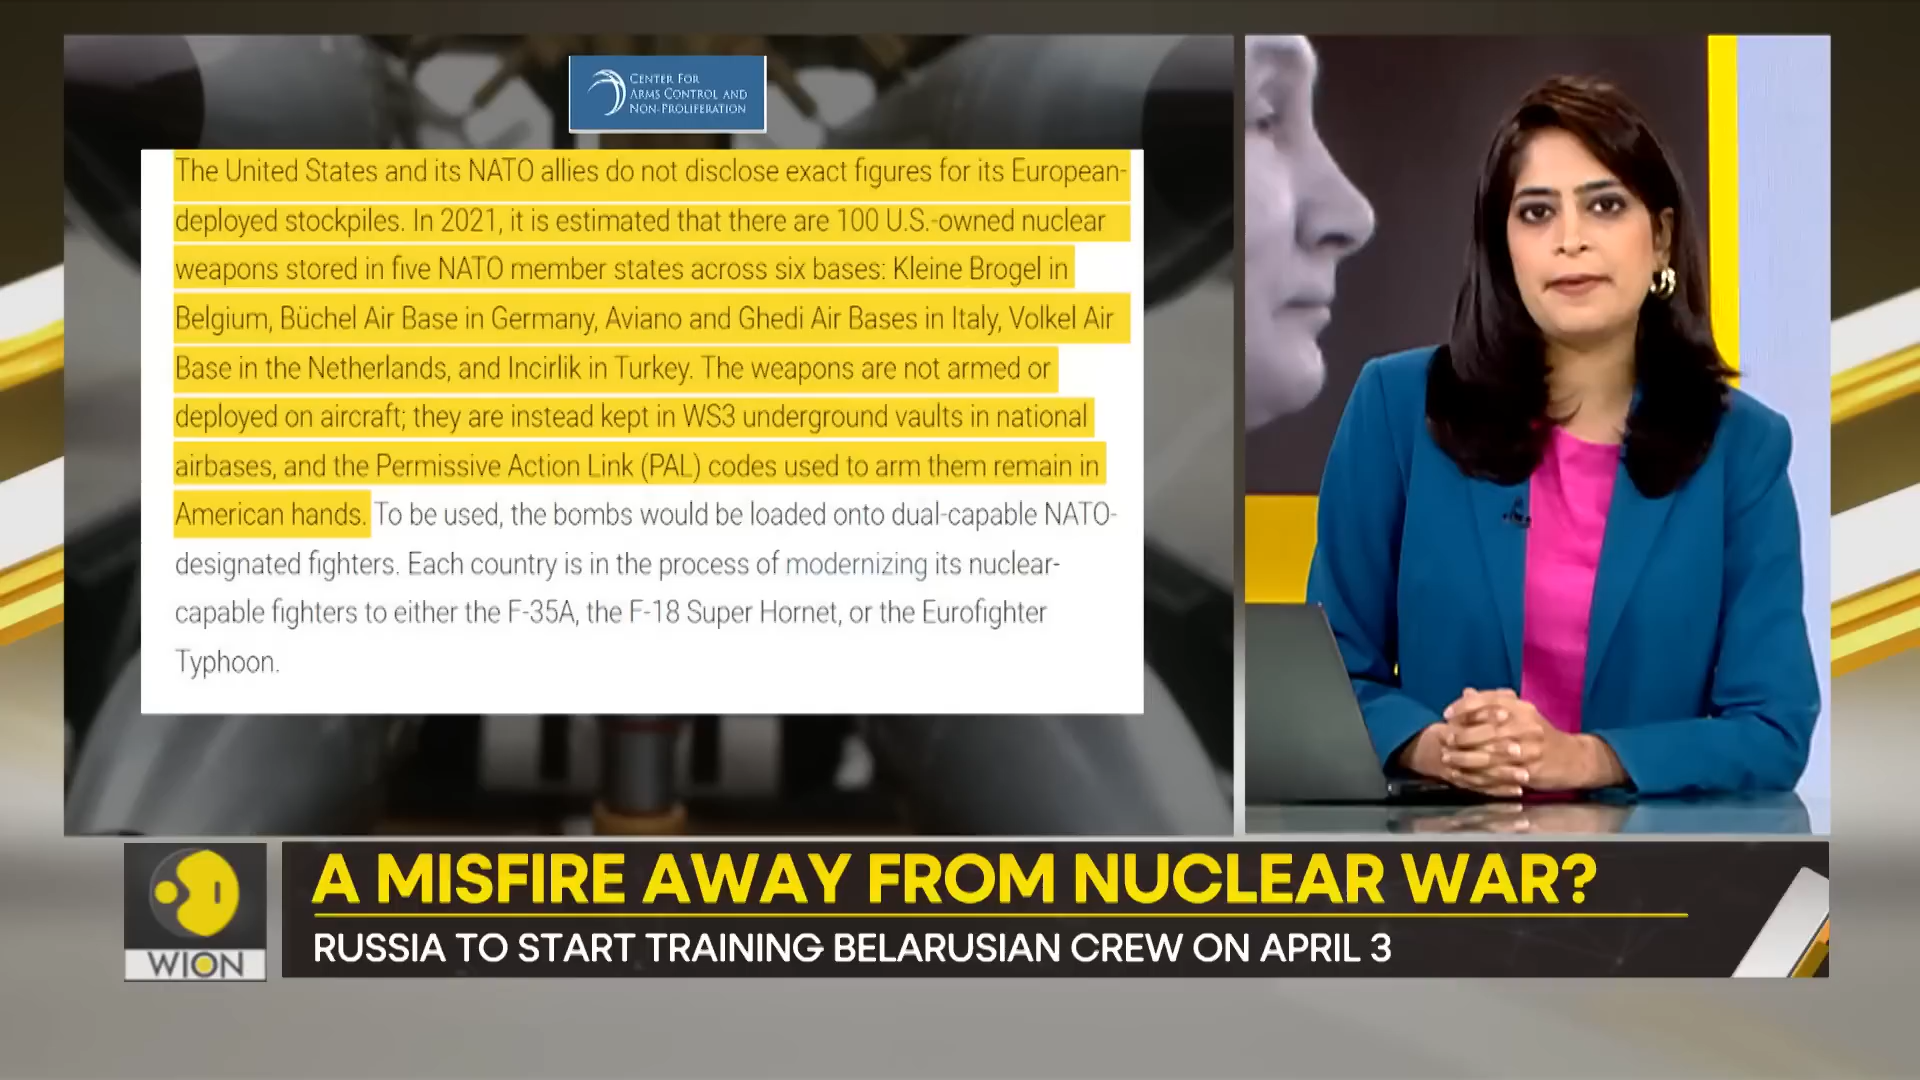 CENTER FOR
ARMS CONTROL AND
NON-PROLIFERATION
The United States and its NATO allies do not disclose exact figures for its European-
deployed stockpiles. In 2021, it is estimated that there are 100 U.S.-owned nuclear
weapons stored in five NATO member states across six bases: Kleine Brogel in
Belgium, Büchel Air Base in Germany, Aviano and Ghedi Air Bases in Italy, Volkel Air
Base in the Netherlands, and Incirlik in Turkey. The weapons are not armed or
deployed on aircraft; they are instead kept in WS3 underground vaults in national
airbases, and the Permissive Action Link (PAL) codes used to arm them remain in
American hands. To be used, the bombs would be loaded onto dual-capable NATO-
designated fighters. Each country is in the process of modernizing its nuclear-
capable fighters to either the F-35A, the F-18 Super Hornet, or the Eurofighter
Typhoon.
A MISFIRE AWAY FROM NUCLEAR WAR?
RUSSIA TO START TRAINING BELARUSIAN CREW ON APRIL 3
WION